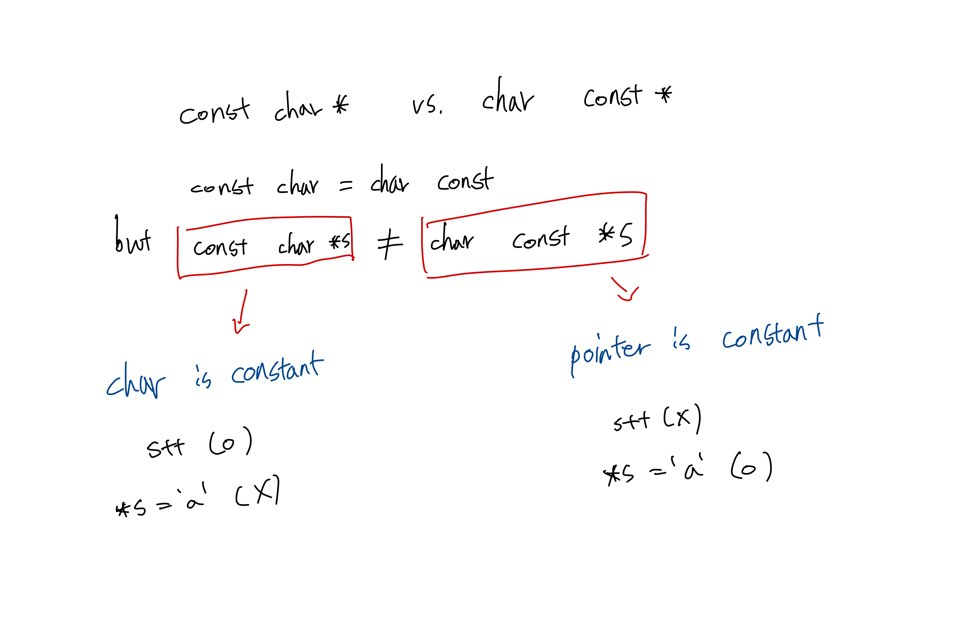 const char * vs. char const *
const char = char const
but const char *s ≠ char const *s
char is constant
pointer is constant
s++ (o)
s++ (x)
*s = 'a' (x)
*s = 'a' (o)